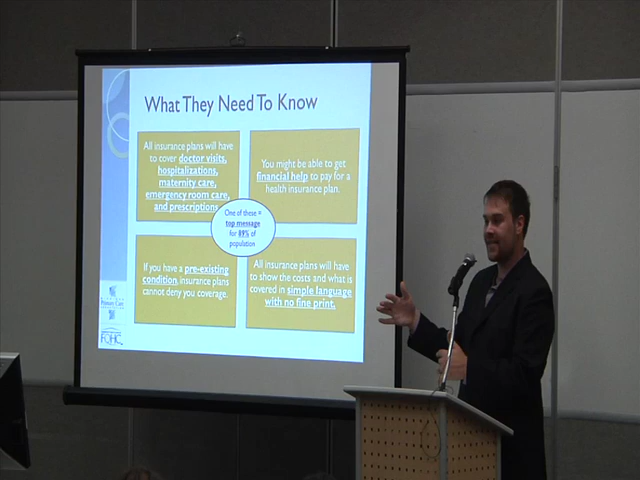 What They Need To Know
All insurance plans will have
to cover doctor visits,
hospitalizations,
maternity care,
emergency room care,
and prescriptions.
You might be able to get
financial help to pay for a
health insurance plan.
One of these =
top message
for 89% of
population
If you have a pre-existing
condition, insurance plans
cannot deny you coverage.
All insurance plans will have
to show the costs and what is
covered in simple language
with no fine print.
Primary Care